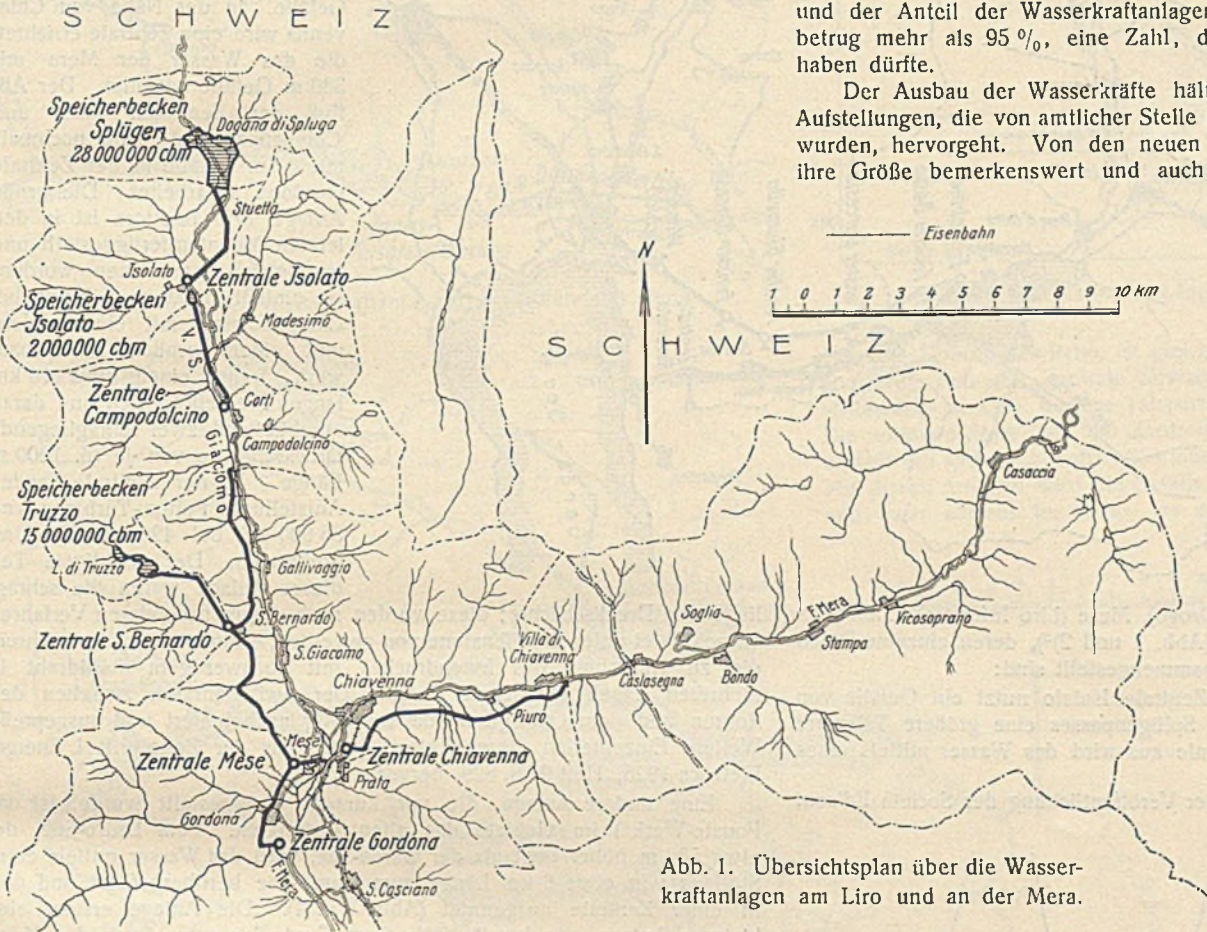 SCHWEIZ
und der Anteil der Wasserkraftanlagen
betrug mehr als 95 %, eine Zahl, d
haben dürfte.
Der Ausbau der Wasserkräfte häl
Aufstellungen, die von amtlicher Stelle
wurden, hervorgeht. Von den neuen
ihre Größe bemerkenswert und auch
Speicherbecken
Splügen
28 000 000 cbm
Dogana di Spluga
Stuetta
Eisenbahn
N
1 0 1 2 3 4 5 6 7 8 9 10 km
Jsolato
Zentrale Jsolato
Speicherbecken
Jsolato
2 000 000 cbm
V. S. Giacomo
Madesimo
SCHWEIZ
Zentrale
Campodolcino
Corti
Campodolcino
Casaccia
Speicherbecken
Truzzo
15 000 000 cbm
L. di Truzzo
Gallivaggio
S. Bernardo
Zentrale S. Bernardo
S. Giacomo
Soglia
F. Mera
Vicosoprano
Stampa
Villa di
Chiavenna
Chiavenna
Caslasegna
Bondo
Piuro
Mese
Zentrale Mese
Zentrale Chiavenna
Prata
Gordona
Zentrale Gordona
F. Mera
S. Casciano
Abb. 1. Übersichtsplan über die Wasser-
kraftanlagen am Liro und an der Mera.